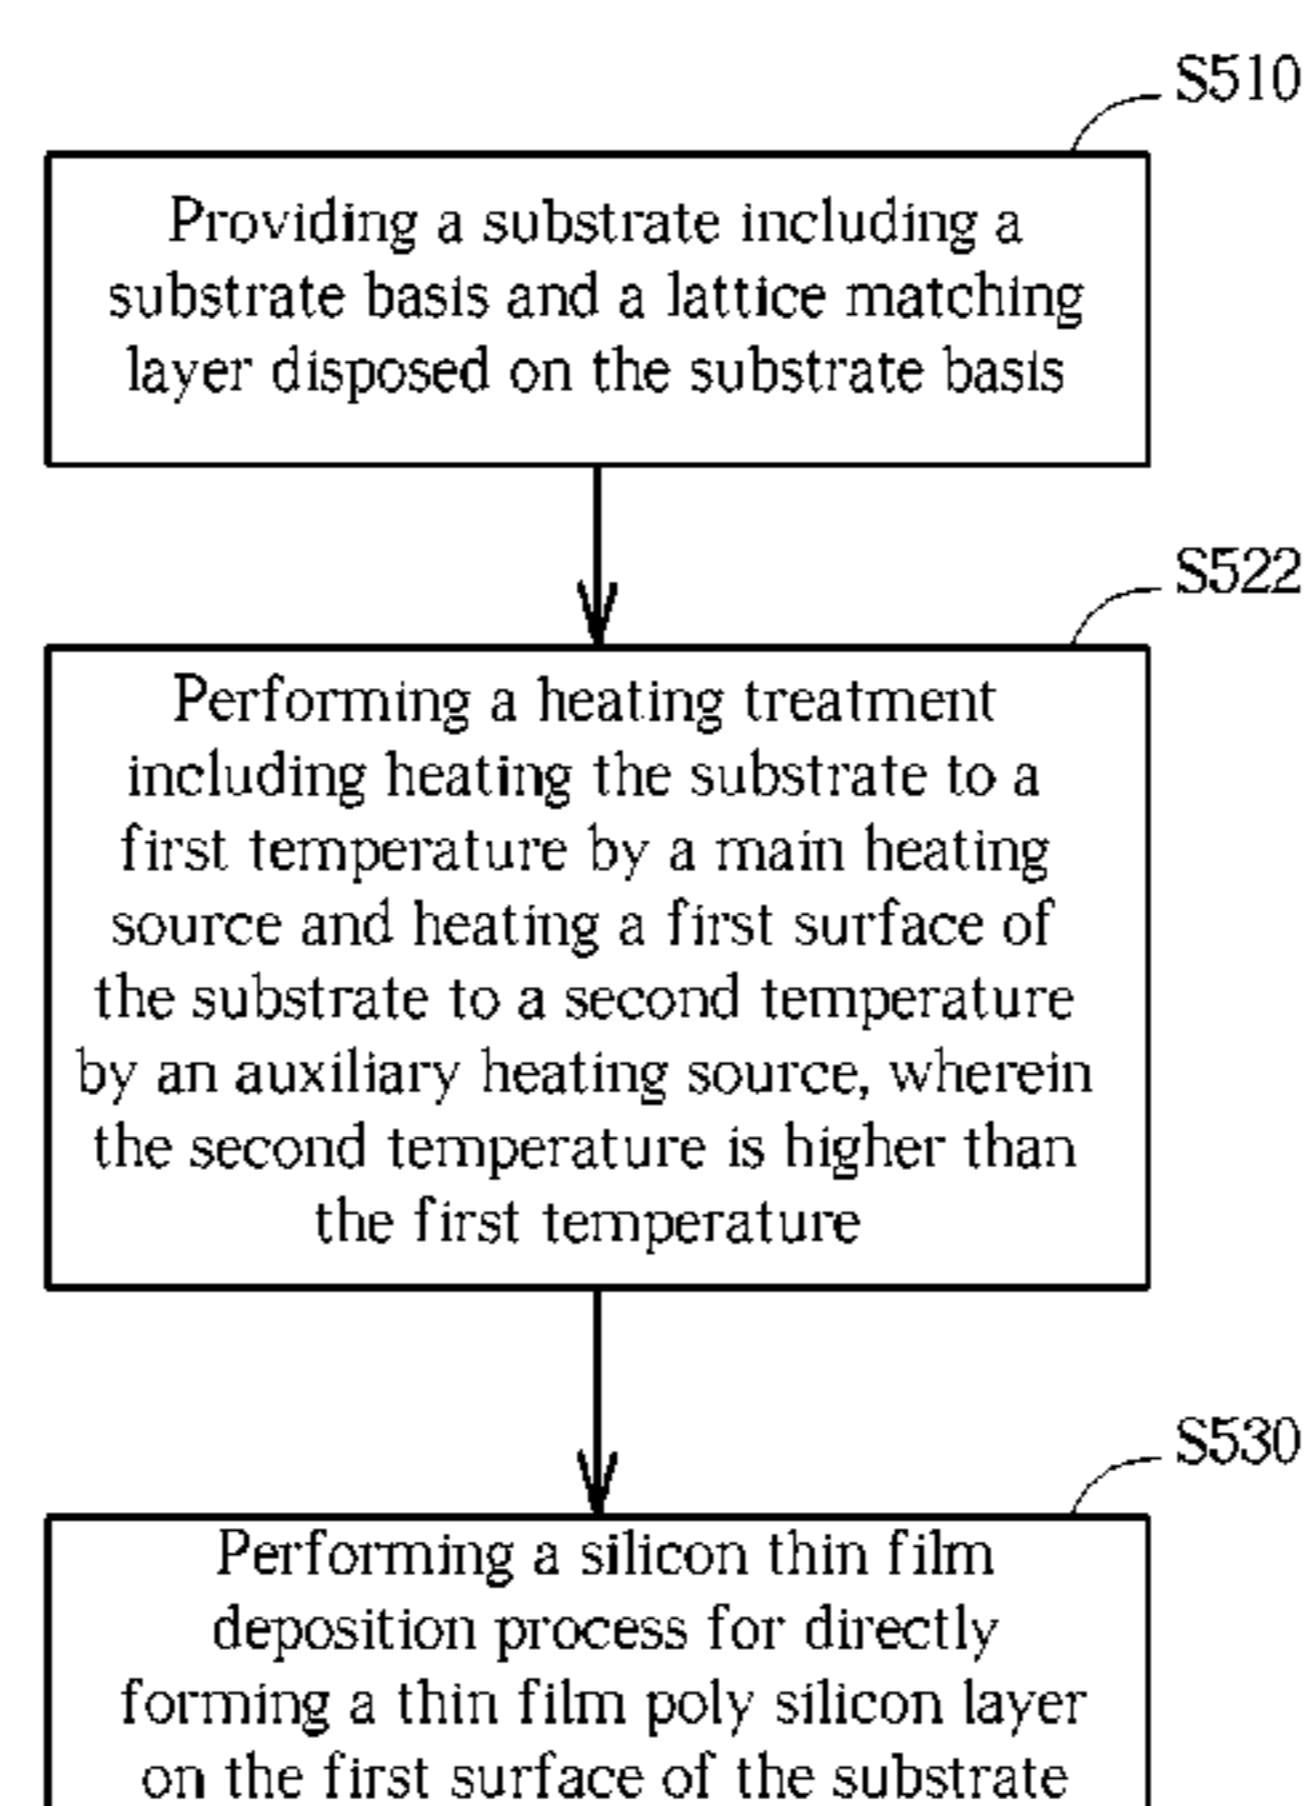 S510
Providing a substrate including a
substrate basis and a lattice matching
layer disposed on the substrate basis
S522
Performing a heating treatment
including heating the substrate to a
first temperature by a main heating
source and heating a first surface of
the substrate to a second temperature
by an auxiliary heating source, wherein
the second temperature is higher than
the first temperature
S530
Performing a silicon thin film
deposition process for directly
forming a thin film poly silicon layer
on the first surface of the substrate